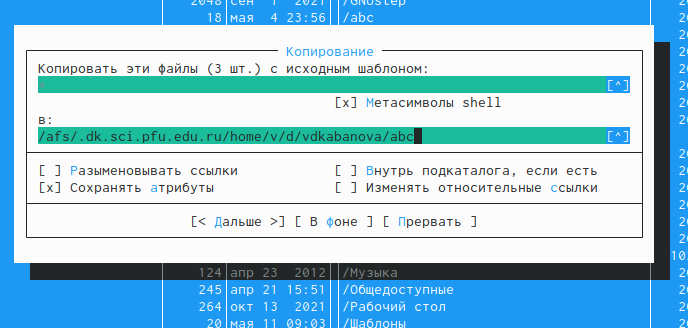 2048 сен 1 2021 /GNUstep
18 мая 4 23:56 /abc
Копирование
Копировать эти файлы (3 шт.) с исходным шаблоном:
* [^]
[x] Метасимволы shell
в:
/afs/.dk.sci.pfu.edu.ru/home/v/d/vdkabanova/abc [^]
[ ] Разыменовывать ссылки [ ] Внутрь подкаталога, если есть
[x] Сохранять атрибуты [ ] Изменять относительные ссылки
[< Дальше >] [ В фоне ] [ Прервать ]
124 апр 23 2012 /Музыка
245 апр 21 15:51 /Общедоступные
264 окт 13 2021 /Рабочий стол
20 мая 11 09:03 /Шаблоны